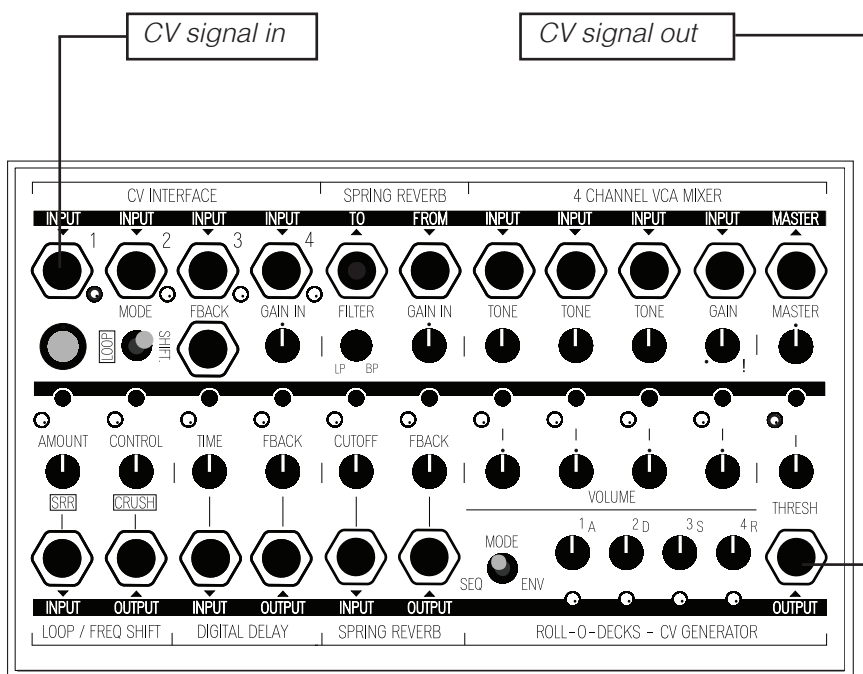 CV signal in CV signal out
CV INTERFACE SPRING REVERB 4 CHANNEL VCA MIXER
INPUT INPUT INPUT INPUT TO FROM INPUT INPUT INPUT INPUT MASTER
1 2 3 4
MODE FBACK GAIN IN FILTER GAIN IN TONE TONE TONE GAIN MASTER
LOOP SHIFT. LP BP !
AMOUNT CONTROL TIME FBACK CUTOFF FBACK
SRR CRUSH VOLUME THRESH
1 A 2 D 3 S 4 R
MODE
SEQ ENV
INPUT OUTPUT INPUT OUTPUT INPUT OUTPUT OUTPUT
LOOP / FREQ SHIFT DIGITAL DELAY SPRING REVERB ROLL-O-DECKS - CV GENERATOR